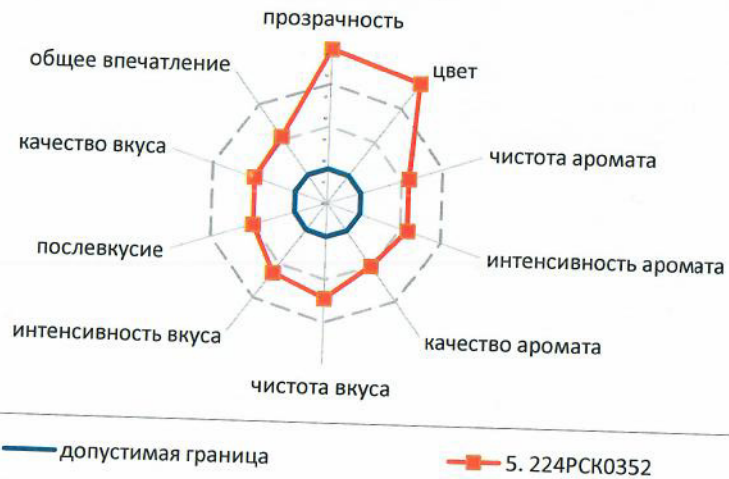 прозрачность
общее впечатление
цвет
качество вкуса
чистота аромата
послевкусие
интенсивность аромата
интенсивность вкуса
качество аромата
чистота вкуса
допустимая граница
5. 224РСК0352